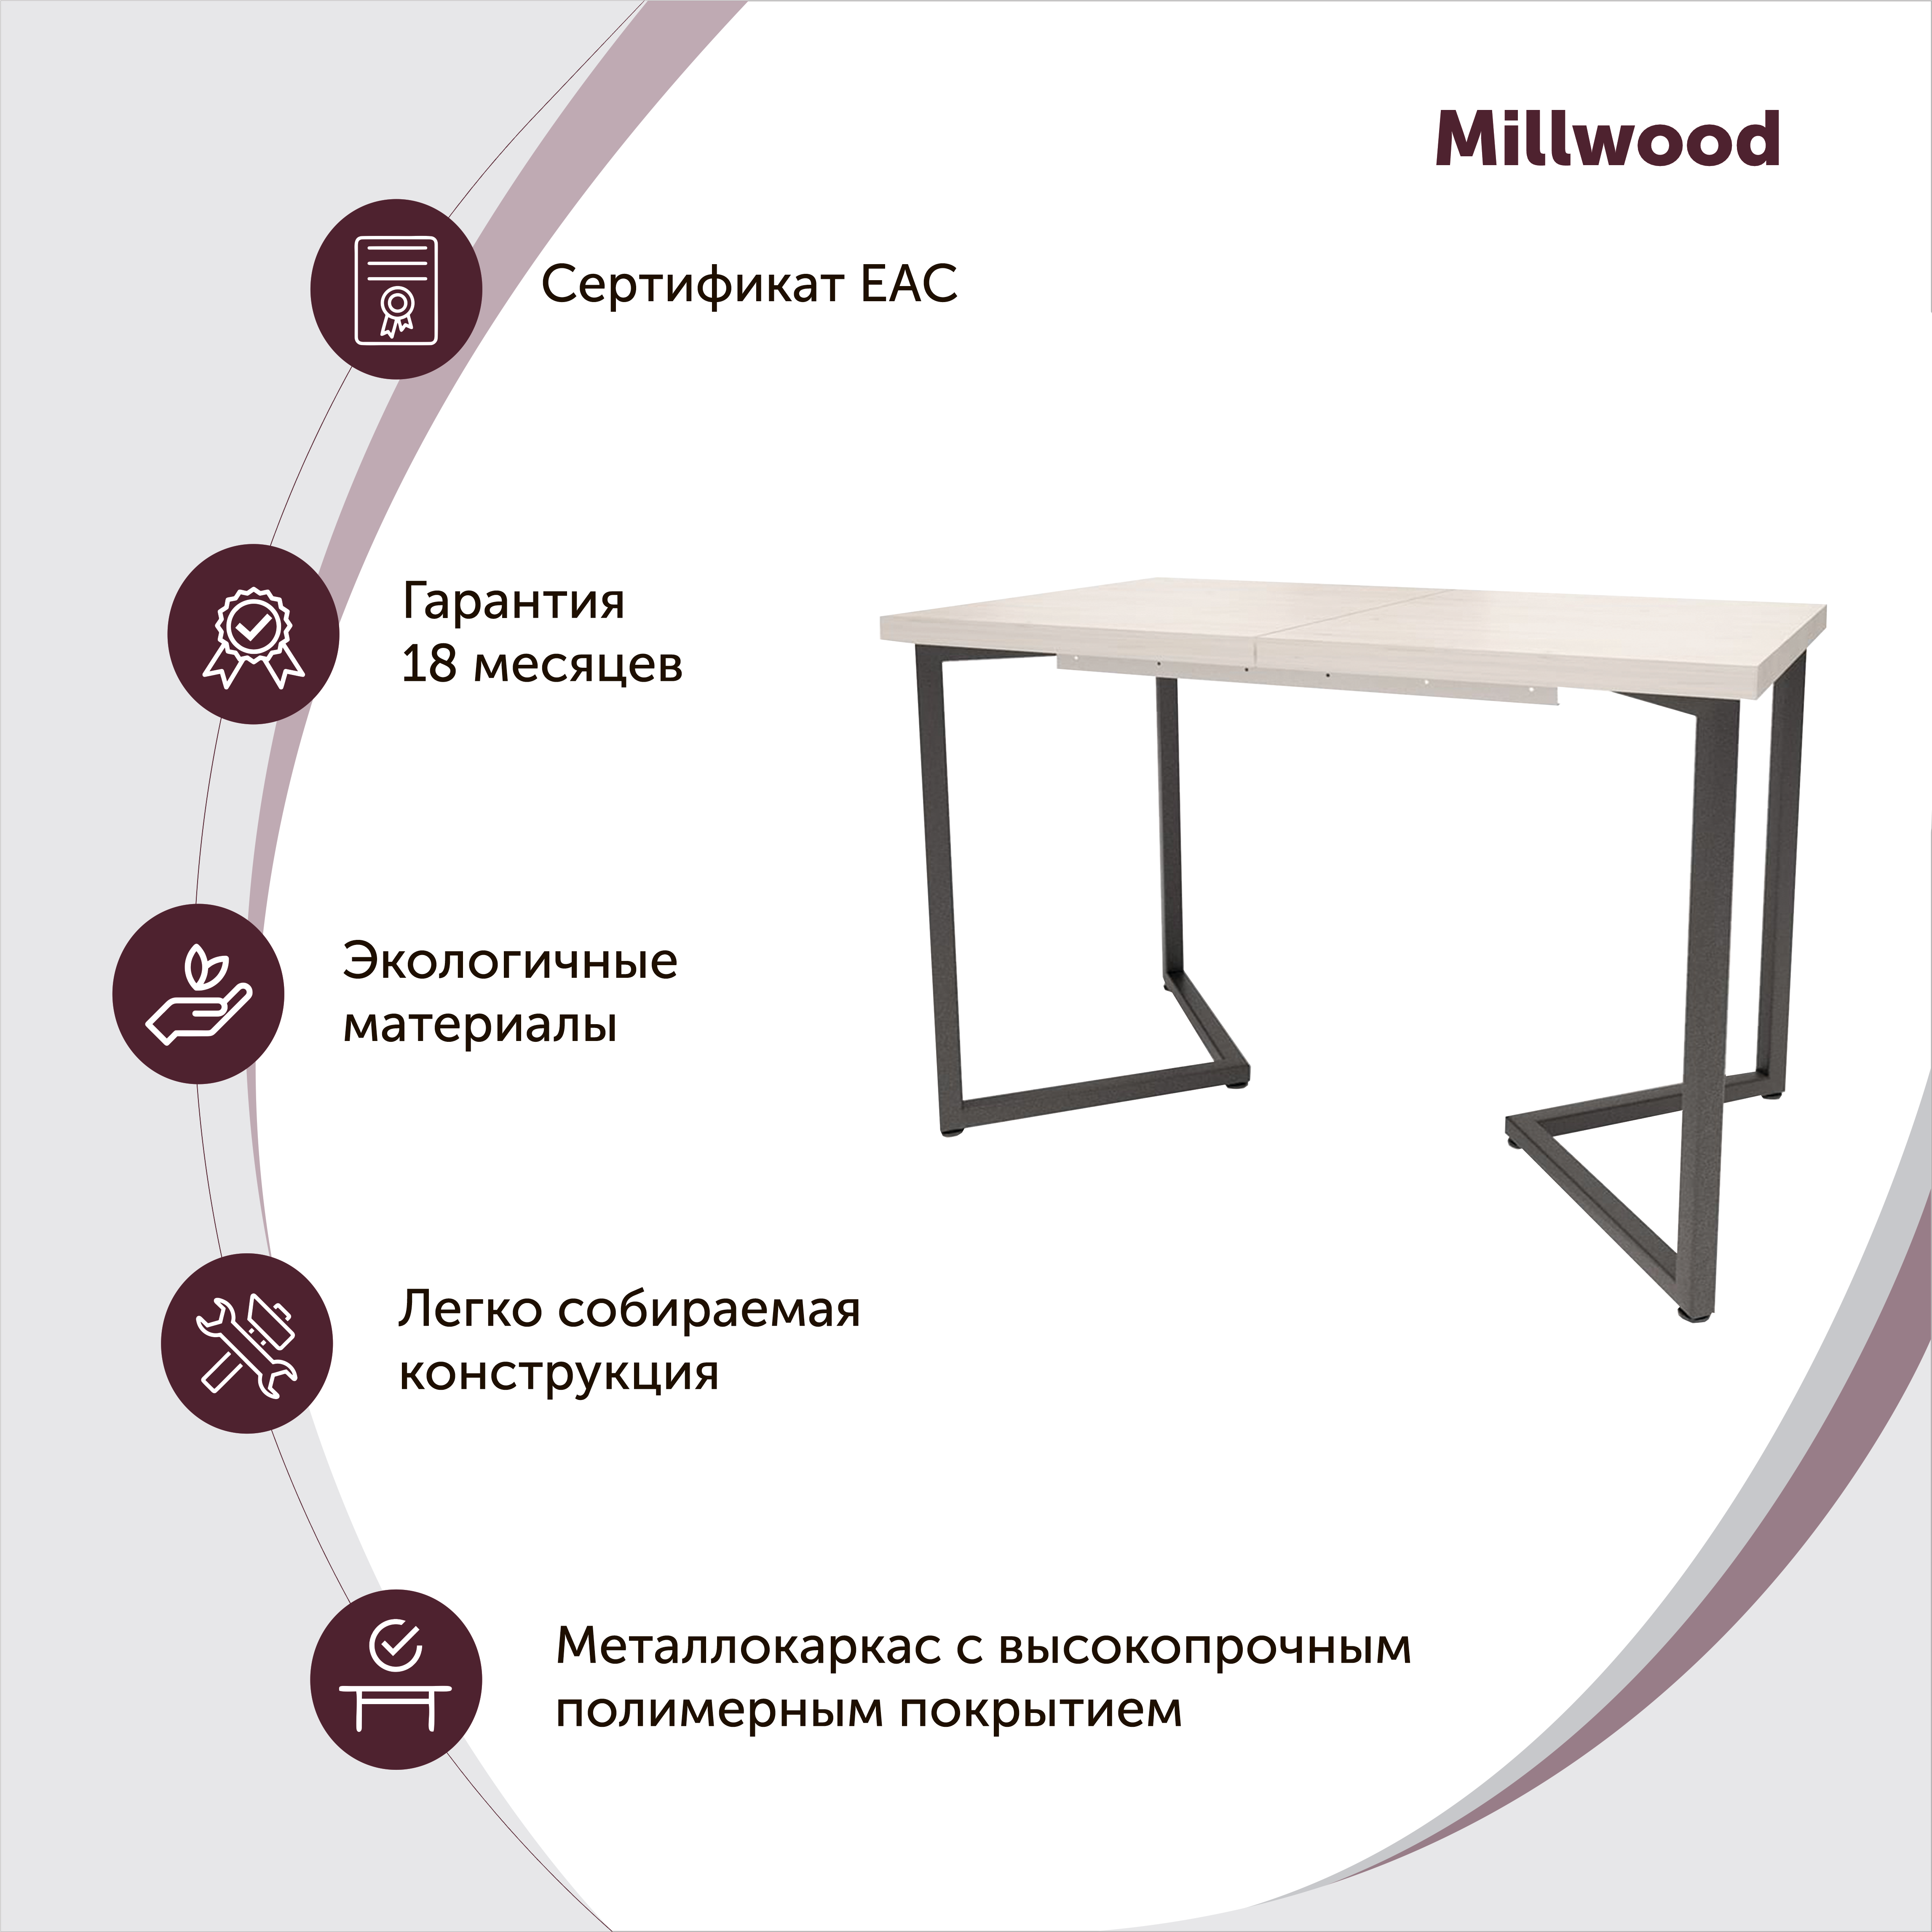 Millwood
Сертификат ЕАС
Гарантия
18 месяцев
Экологичные
материалы
Легко собираемая
конструкция
Металлокаркас с высокопрочным
полимерным покрытием